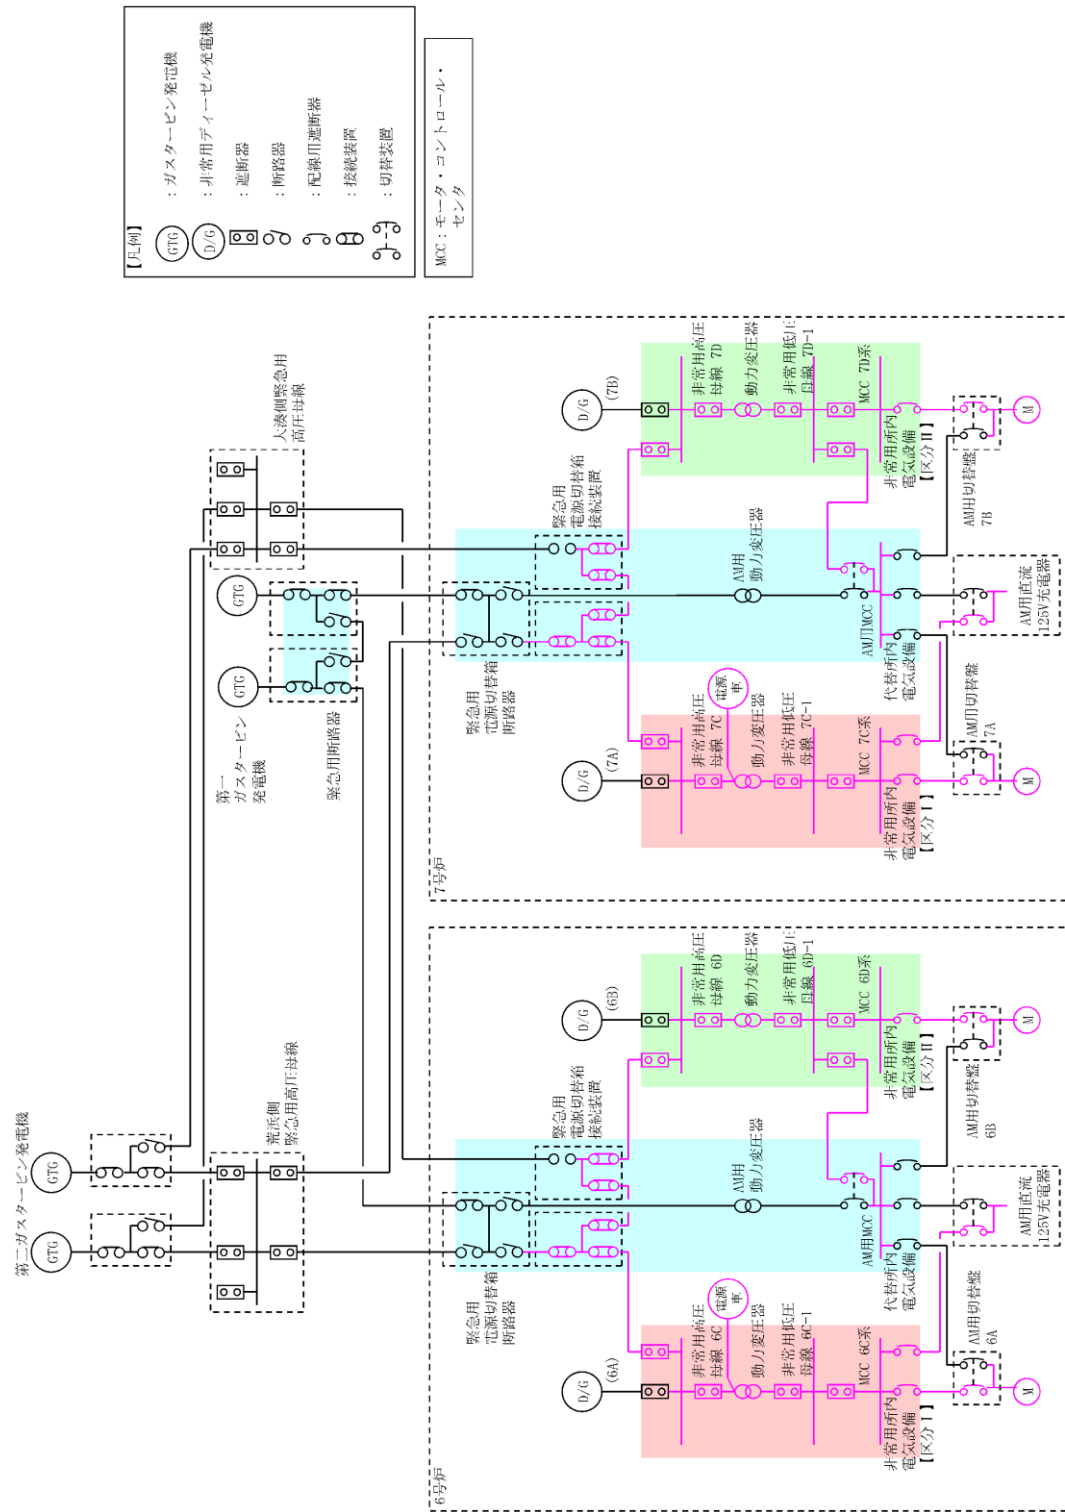 【凡例】
GTG
：ガスタービン発電機
D/G
：非常用ディーゼル発電機
：遮断器
：断路器
：配線用遮断器
：接続装置
：切替装置
MCC：モータ・コントロール・
センタ
第二ガスタービン発電機
GTG
GTG
荒浜側
緊急用高圧母線
第一
ガスタービン
発電機
GTG
GTG
緊急用断路器
大湊側緊急用
高圧母線
6号炉
緊急用
電源切替箱
断路器
緊急用
電源切替箱
接続装置
D/G
(6A)
D/G
(6B)
非常用高圧
母線 6C
電源
車
動力変圧器
非常用低圧
母線 6C-1
MCC 6C系
非常用所内
電気設備
【区分Ⅰ】
AM用
動力変圧器
AM用MCC
代替所内
電気設備
非常用高圧
母線 6D
動力変圧器
非常用低圧
母線 6D-1
MCC 6D系
非常用所内
電気設備
【区分Ⅱ】
AM用切替盤
6A
M
AM用直流
125V充電器
AM用切替盤
6B
M
7号炉
緊急用
電源切替箱
断路器
緊急用
電源切替箱
接続装置
D/G
(7A)
D/G
(7B)
非常用高圧
母線 7C
電源
車
動力変圧器
非常用低圧
母線 7C-1
MCC 7C系
非常用所内
電気設備
【区分Ⅰ】
AM用
動力変圧器
AM用MCC
代替所内
電気設備
非常用高圧
母線 7D
動力変圧器
非常用低圧
母線 7D-1
MCC 7D系
非常用所内
電気設備
【区分Ⅱ】
AM用切替盤
7A
M
AM用直流
125V充電器
AM用切替盤
7B
M